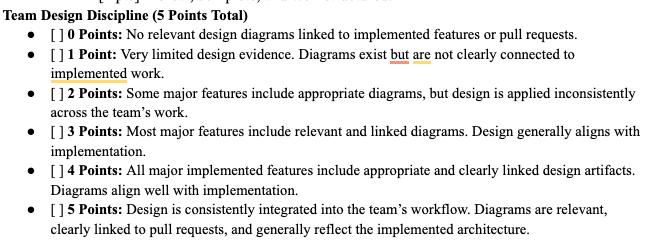 Team Design Discipline (5 Points Total)
● [ ] 0 Points: No relevant design diagrams linked to implemented features or pull requests.
● [ ] 1 Point: Very limited design evidence. Diagrams exist but are not clearly connected to
implemented work.
● [ ] 2 Points: Some major features include appropriate diagrams, but design is applied inconsistently
across the team’s work.
● [ ] 3 Points: Most major features include relevant and linked diagrams. Design generally aligns with
implementation.
● [ ] 4 Points: All major implemented features include appropriate and clearly linked design artifacts.
Diagrams align well with implementation.
● [ ] 5 Points: Design is consistently integrated into the team’s workflow. Diagrams are relevant,
clearly linked to pull requests, and generally reflect the implemented architecture.